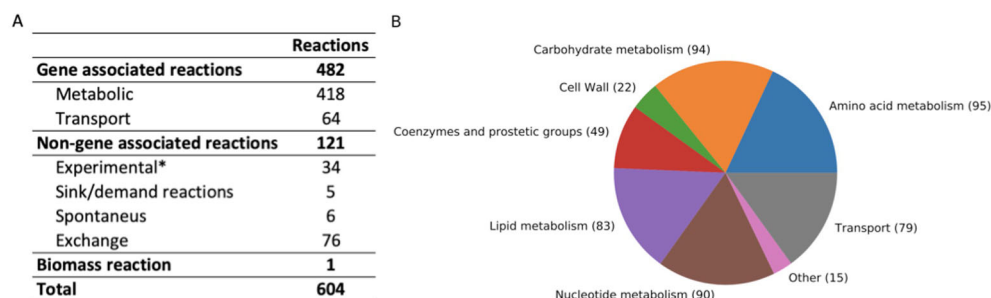 A
Reactions
Gene associated reactions 482
Metabolic 418
Transport 64
Non-gene associated reactions 121
Experimental* 34
Sink/demand reactions 5
Spontaneus 6
Exchange 76
Biomass reaction 1
Total 604
B
Carbohydrate metabolism (94)
Cell Wall (22)
Amino acid metabolism (95)
Coenzymes and prostetic groups (49)
Lipid metabolism (83)
Transport (79)
Other (15)
Nucleotide metabolism (90)